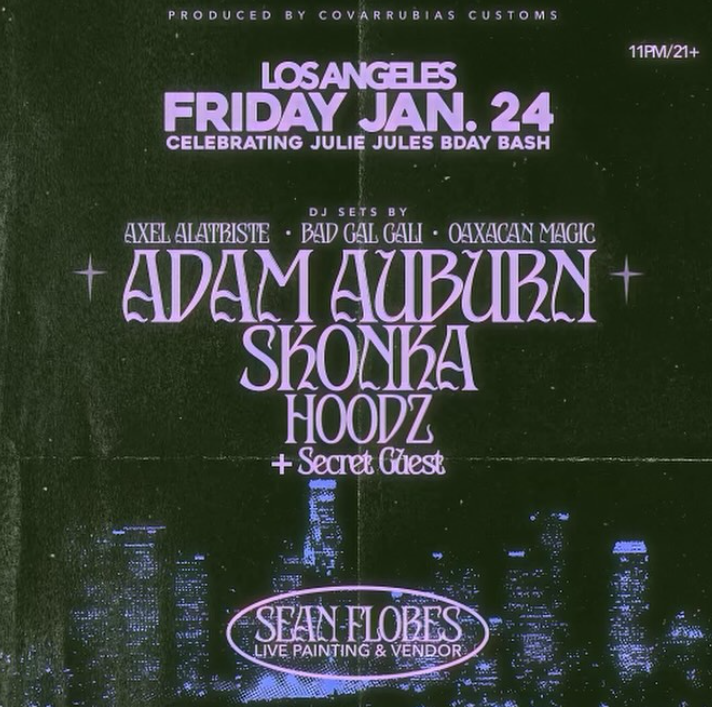 PRODUCED BY COVARRUBIAS CUSTOMS
11PM/21+
LOS ANGELES
FRIDAY JAN. 24
CELEBRATING JULIE JULES BDAY BASH
DJ SETS BY
AXEL ALATRISTE • BAD GAL GALI • OAXACAN MAGIC
ADAM AUBURN
SKONKA
HOODZ
+ Secret Guest
SEAN FLORES
LIVE PAINTING & VENDOR